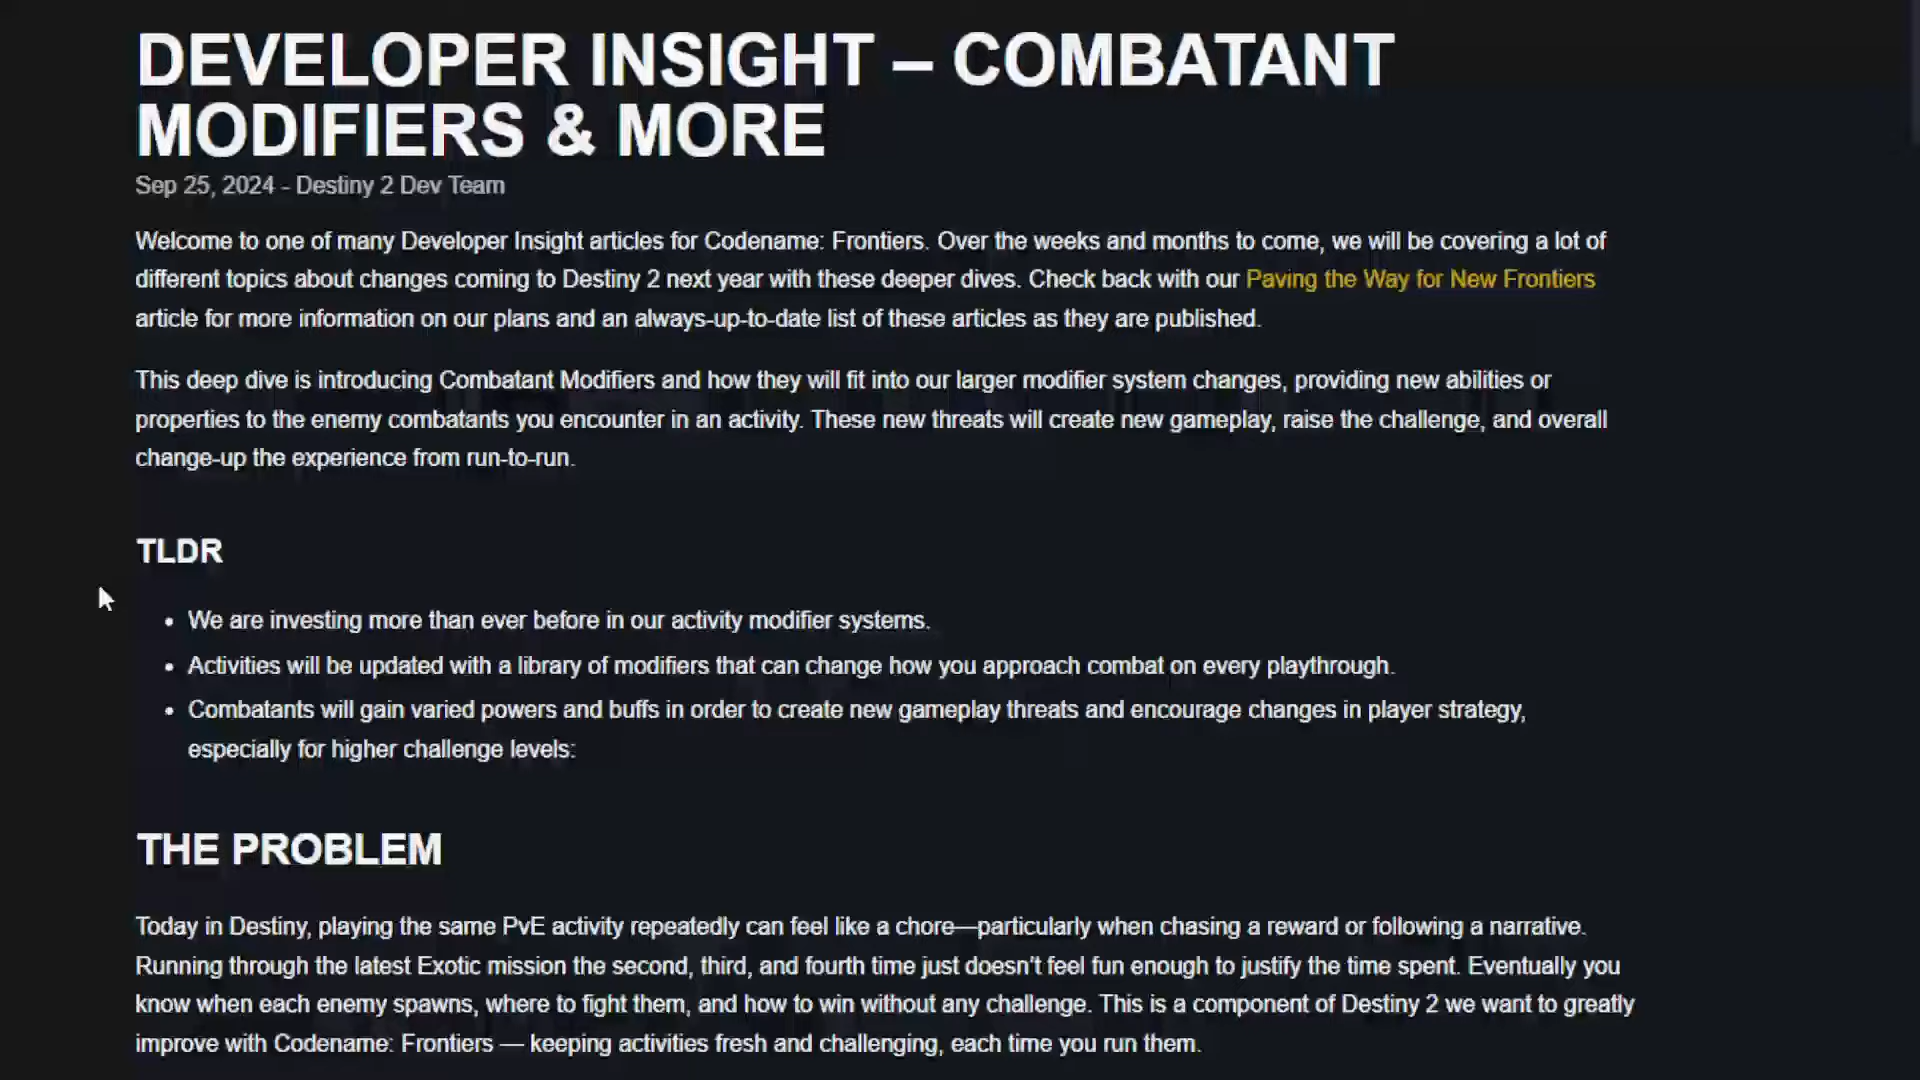 DEVELOPER INSIGHT – COMBATANT
MODIFIERS & MORE
Sep 25, 2024 - Destiny 2 Dev Team
Welcome to one of many Developer Insight articles for Codename: Frontiers. Over the weeks and months to come, we will be covering a lot of
different topics about changes coming to Destiny 2 next year with these deeper dives. Check back with our Paving the Way for New Frontiers
article for more information on our plans and an always-up-to-date list of these articles as they are published.
This deep dive is introducing Combatant Modifiers and how they will fit into our larger modifier system changes, providing new abilities or
properties to the enemy combatants you encounter in an activity. These new threats will create new gameplay, raise the challenge, and overall
change-up the experience from run-to-run.
TLDR
• We are investing more than ever before in our activity modifier systems.
• Activities will be updated with a library of modifiers that can change how you approach combat on every playthrough.
• Combatants will gain varied powers and buffs in order to create new gameplay threats and encourage changes in player strategy,
especially for higher challenge levels:
THE PROBLEM
Today in Destiny, playing the same PvE activity repeatedly can feel like a chore—particularly when chasing a reward or following a narrative.
Running through the latest Exotic mission the second, third, and fourth time just doesn't feel fun enough to justify the time spent. Eventually you
know when each enemy spawns, where to fight them, and how to win without any challenge. This is a component of Destiny 2 we want to greatly
improve with Codename: Frontiers — keeping activities fresh and challenging, each time you run them.